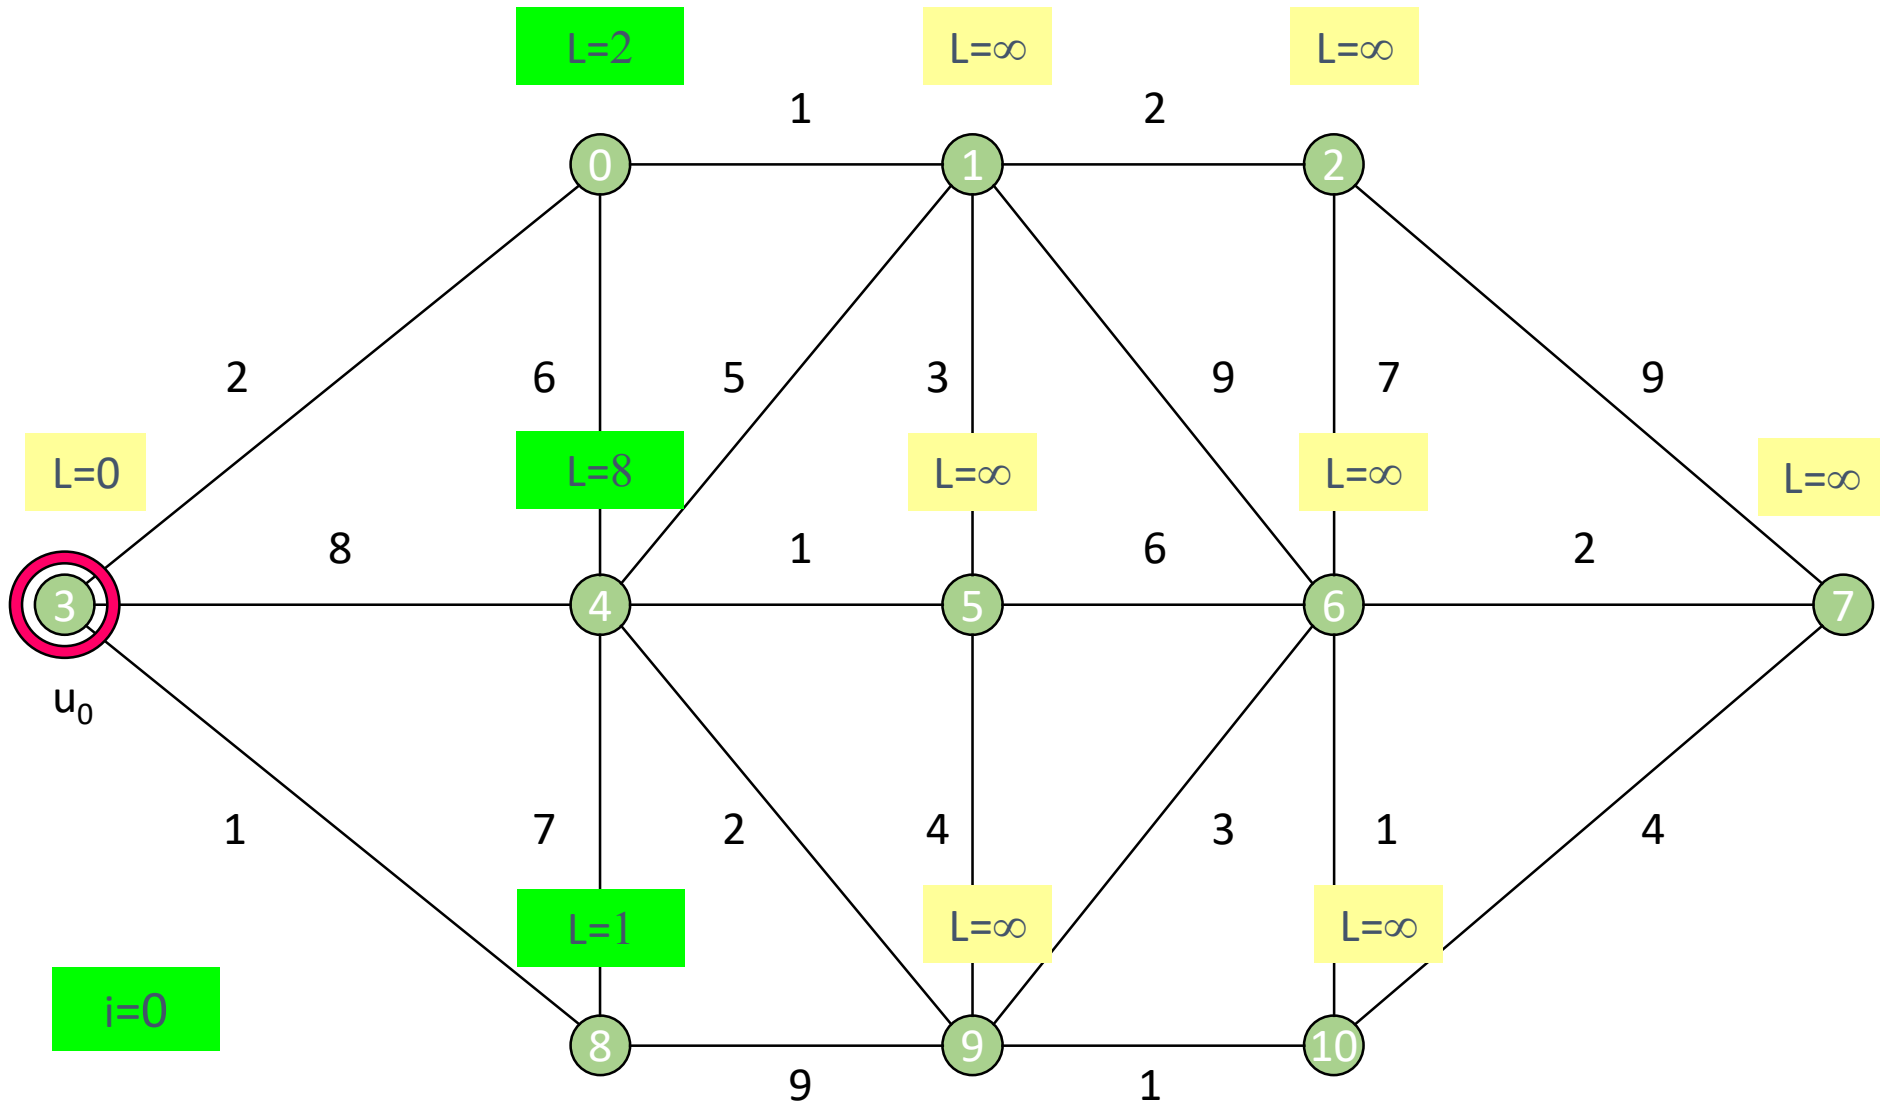 L=2 L=∞ L=∞
1 2
0 1 2
2 6 5 3 9 7 9
L=0 L=8 L=∞ L=∞ L=∞
8 1 6 2
3 4 5 6 7
u₀
1 7 2 4 3 1 4
L=1 L=∞ L=∞
i=0
8 9 10
9 1